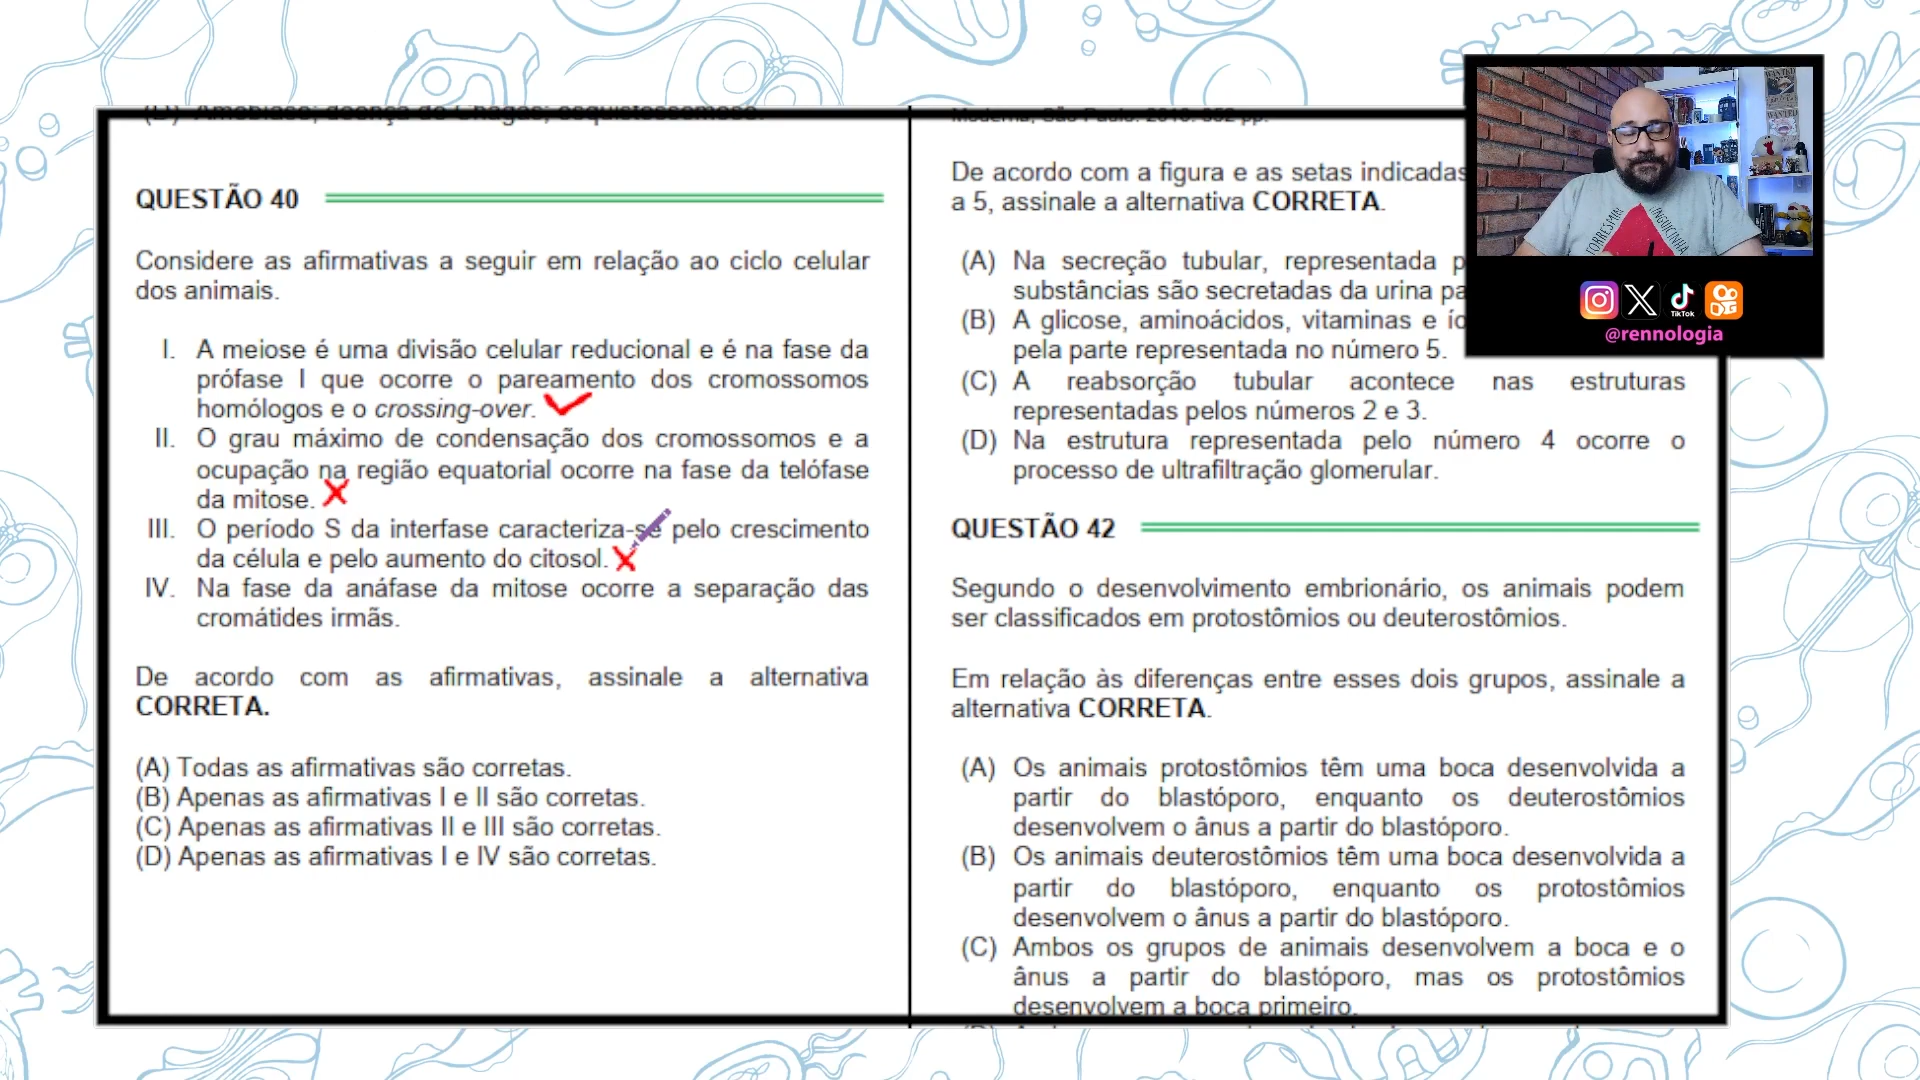 QUESTÃO 40
Considere as afirmativas a seguir em relação ao ciclo celular
dos animais.
I. A meiose é uma divisão celular reducional e é na fase da
prófase I que ocorre o pareamento dos cromossomos
homólogos e o crossing-over.
II. O grau máximo de condensação dos cromossomos e a
ocupação na região equatorial ocorre na fase da telófase
da mitose.
III. O período S da interfase caracteriza-se pelo crescimento
da célula e pelo aumento do citosol.
IV. Na fase da anáfase da mitose ocorre a separação das
cromátides irmãs.
De acordo com as afirmativas, assinale a alternativa
CORRETA.
(A) Todas as afirmativas são corretas.
(B) Apenas as afirmativas I e II são corretas.
(C) Apenas as afirmativas II e III são corretas.
(D) Apenas as afirmativas I e IV são corretas.
De acordo com a figura e as setas indicadas
a 5, assinale a alternativa CORRETA.
(A) Na secreção tubular, representada
substâncias são secretadas da urina
(B) A glicose, aminoácidos, vitaminas e
pela parte representada no número 5.
(C) A reabsorção tubular acontece nas estruturas
representadas pelos números 2 e 3.
(D) Na estrutura representada pelo número 4 ocorre o
processo de ultrafiltração glomerular.
QUESTÃO 42
Segundo o desenvolvimento embrionário, os animais podem
ser classificados em protostômios ou deuterostômios.
Em relação às diferenças entre esses dois grupos, assinale a
alternativa CORRETA.
(A) Os animais protostômios têm uma boca desenvolvida a
partir do blastóporo, enquanto os deuterostômios
desenvolvem o ânus a partir do blastóporo.
(B) Os animais deuterostômios têm uma boca desenvolvida a
partir do blastóporo, enquanto os protostômios
desenvolvem o ânus a partir do blastóporo.
(C) Ambos os grupos de animais desenvolvem a boca e o
ânus a partir do blastóporo, mas os protostômios
desenvolvem a boca primeiro.
WANTED
TORRESMIN
LINGUICINHA
TikTok
@rennologia